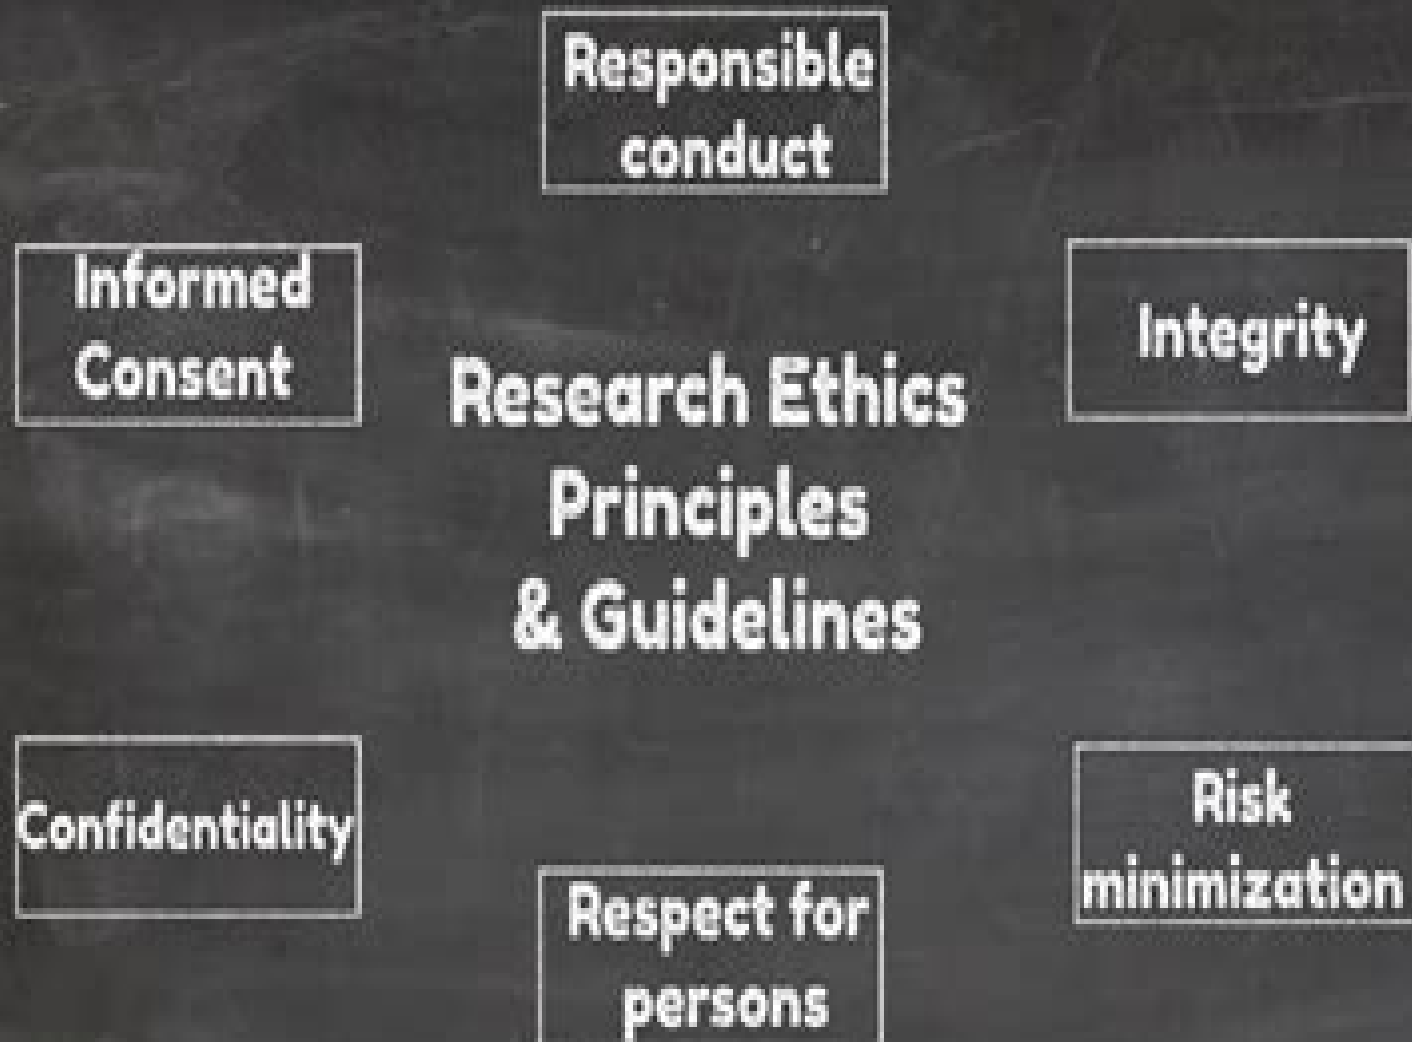 Responsible
conduct
Informed
Consent
Integrity
Research Ethics
Principles
& Guidelines
Confidentiality
Risk
minimization
Respect for
persons